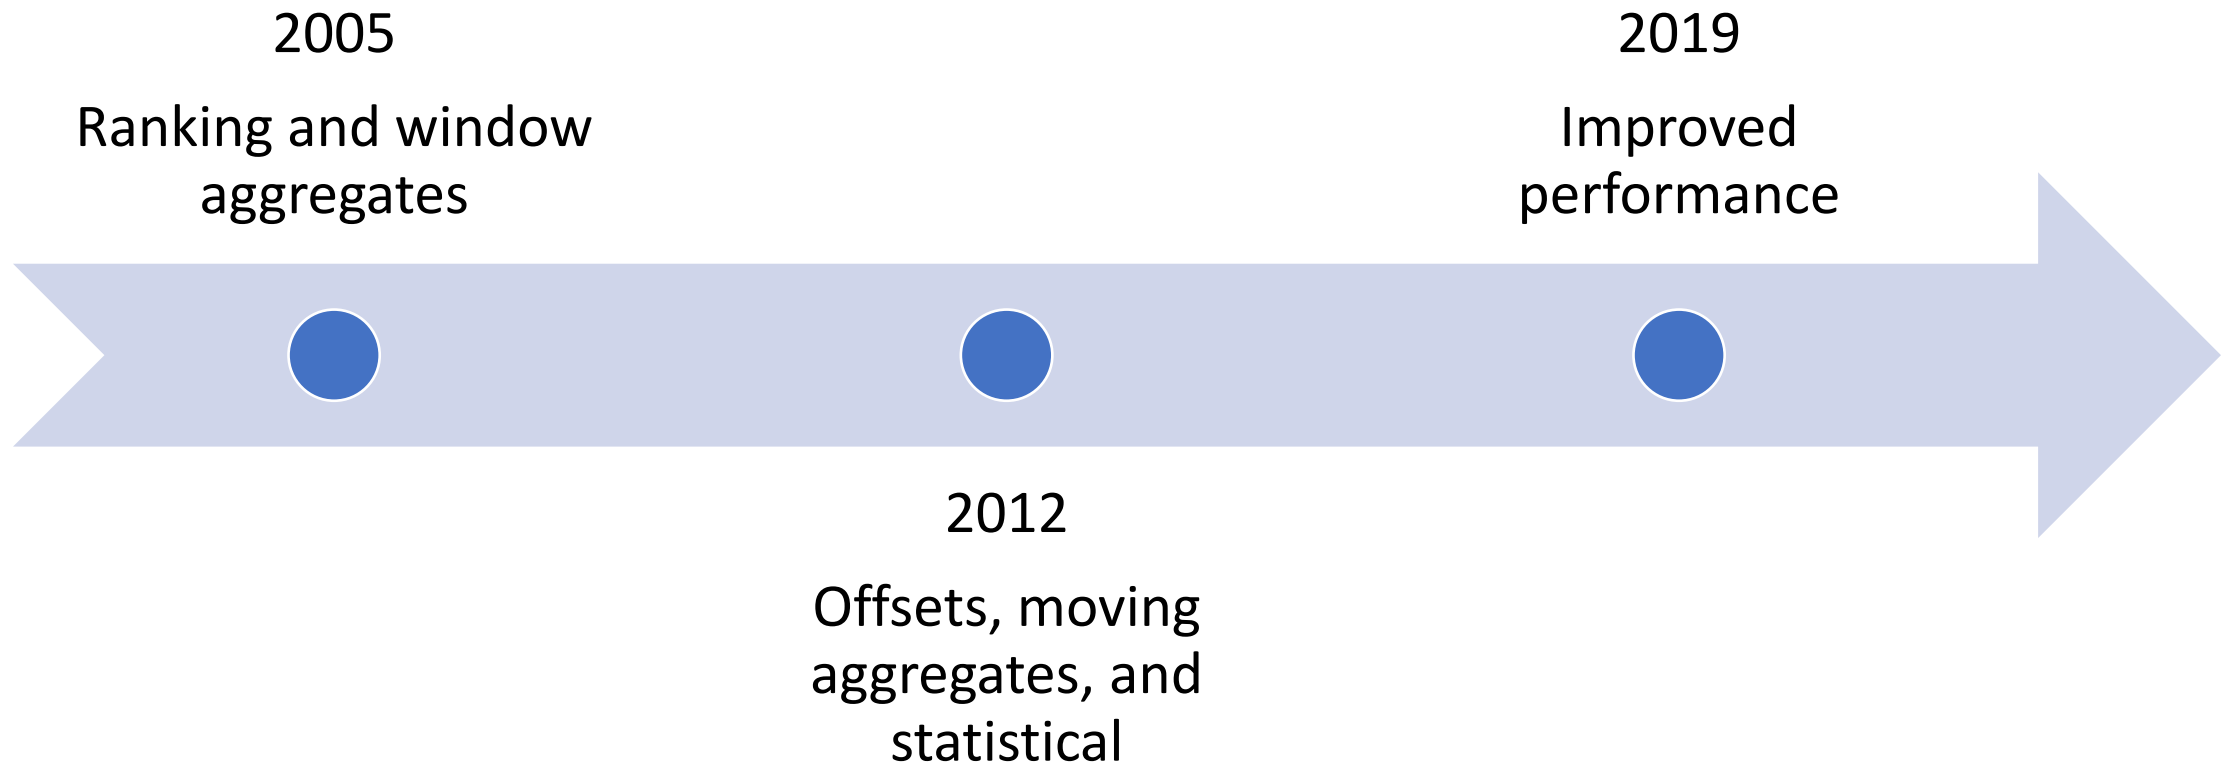 2005
Ranking and window
aggregates
2012
Offsets, moving
aggregates, and
statistical
2019
Improved
performance